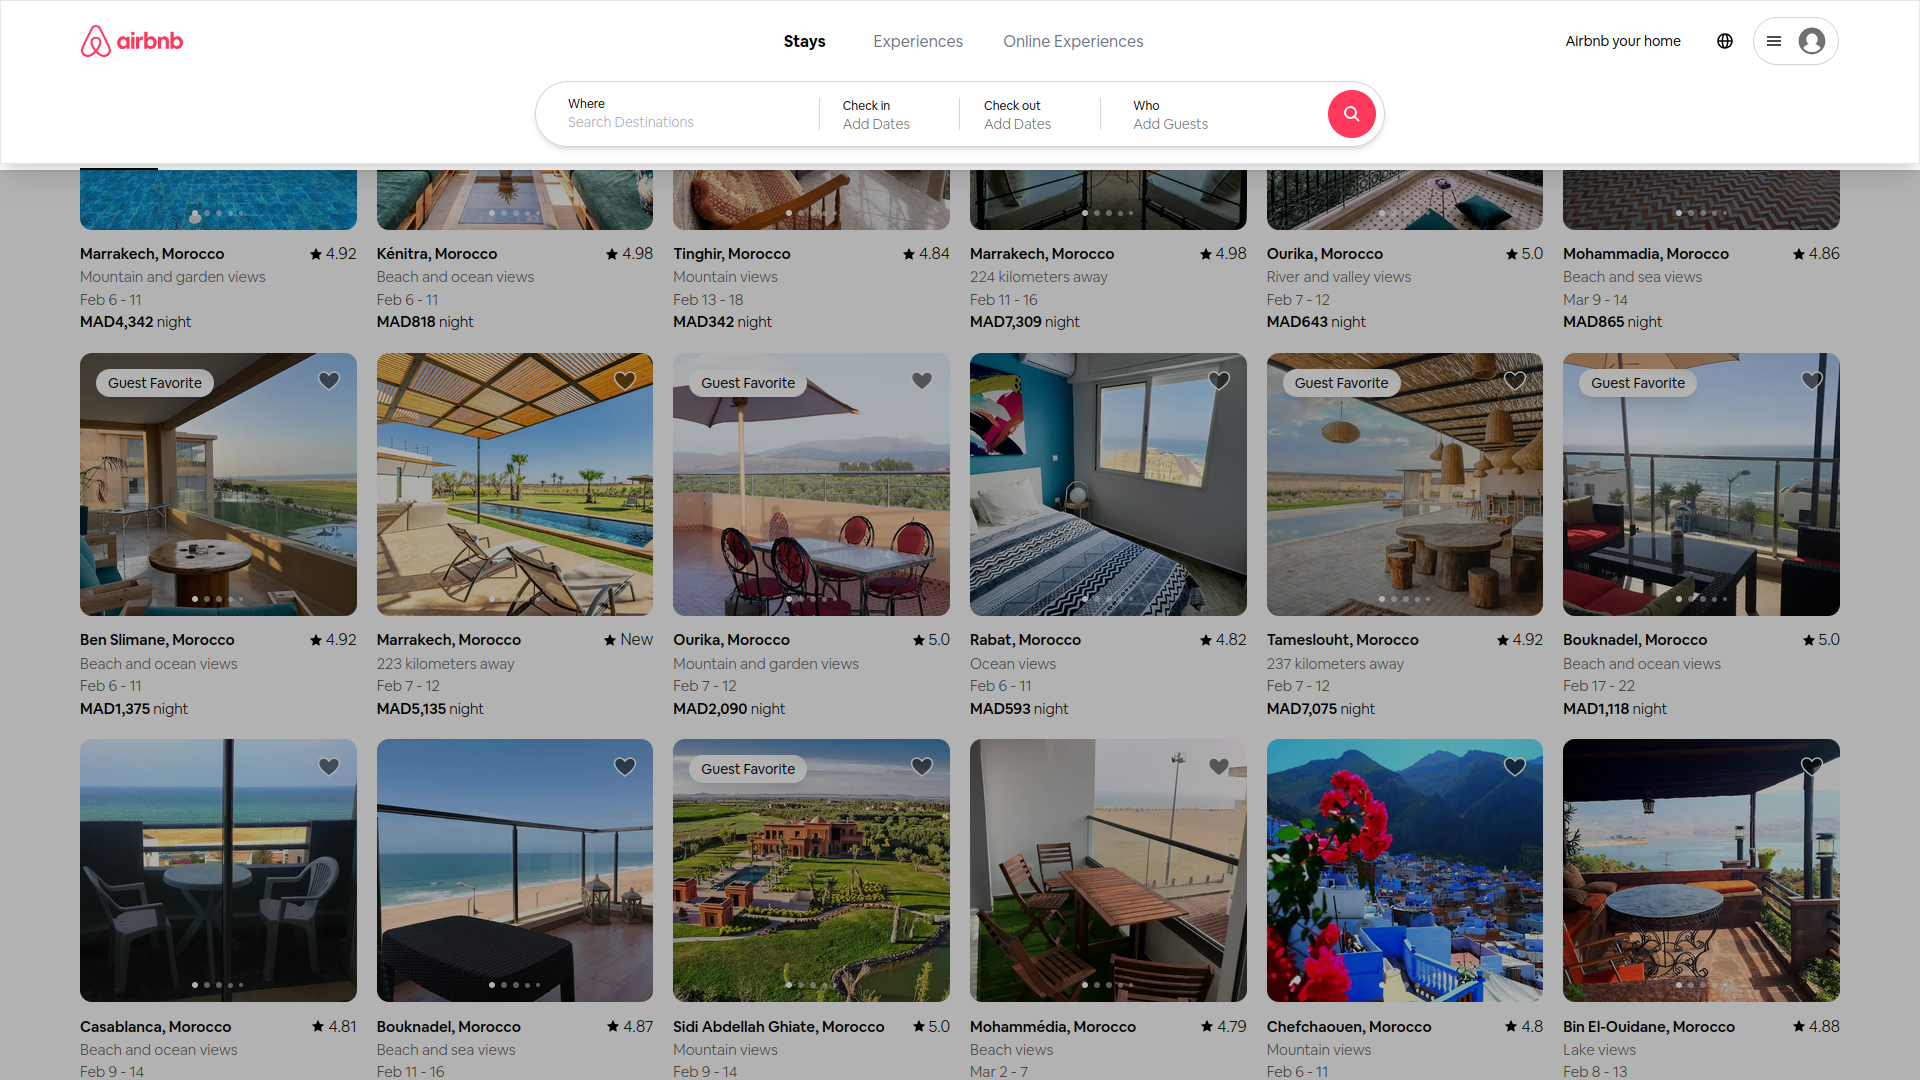 airbnb
Stays
Experiences
Online Experiences
Airbnb your home
Where
Search Destinations
Check in
Add Dates
Check out
Add Dates
Who
Add Guests
Marrakech, Morocco 4.92
Mountain and garden views
Feb 6 - 11
MAD4,342 night
Kénitra, Morocco 4.98
Beach and ocean views
Feb 6 - 11
MAD818 night
Tinghir, Morocco 4.84
Mountain views
Feb 13 - 18
MAD342 night
Marrakech, Morocco 4.98
224 kilometers away
Feb 11 - 16
MAD7,309 night
Ourika, Morocco 5.0
River and valley views
Feb 7 - 12
MAD643 night
Mohammadia, Morocco 4.86
Beach and sea views
Mar 9 - 14
MAD865 night
Guest Favorite
Ben Slimane, Morocco 4.92
Beach and ocean views
Feb 6 - 11
MAD1,375 night
Marrakech, Morocco New
223 kilometers away
Feb 7 - 12
MAD5,135 night
Guest Favorite
Ourika, Morocco 5.0
Mountain and garden views
Feb 7 - 12
MAD2,090 night
Rabat, Morocco 4.82
Ocean views
Feb 6 - 11
MAD593 night
Guest Favorite
Tameslouht, Morocco 4.92
237 kilometers away
Feb 7 - 12
MAD7,075 night
Guest Favorite
Bouknadel, Morocco 5.0
Beach and ocean views
Feb 17 - 22
MAD1,118 night
Casablanca, Morocco 4.81
Beach and ocean views
Feb 9 - 14
Bouknadel, Morocco 4.87
Beach and sea views
Feb 11 - 16
Guest Favorite
Sidi Abdellah Ghiate, Morocco 5.0
Mountain views
Feb 9 - 14
Mohammédia, Morocco 4.79
Beach views
Mar 2 - 7
Chefchaouen, Morocco 4.8
Mountain views
Feb 6 - 11
Bin El-Ouidane, Morocco 4.88
Lake views
Feb 8 - 13